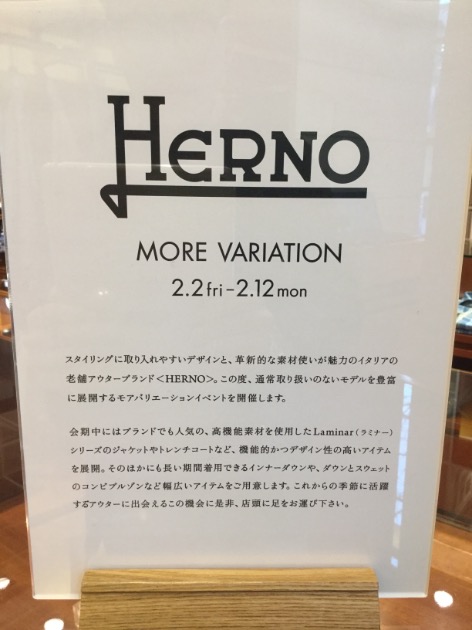 HERNO
MORE VARIATION
2.2 fri - 2.12 mon
スタイリングに取り入れやすいデザインと、革新的な素材使いが魅力のイタリアの
老舗アウターブランド<HERNO>。この度、通常取り扱いのないモデルを豊富
に展開するモアバリエーションイベントを開催します。
会期中にはブランドでも人気の、高機能素材を使用したLaminar(ラミナー)
シリーズのジャケットやトレンチコートなど、機能的かつデザイン性の高いアイテム
を展開。そのほかにも長い期間着用できるインナーダウンや、ダウンとスウェット
のコンビブルゾンなど幅広いアイテムをご用意します。これからの季節に活躍
するアウターに出会えるこの機会に是非、店頭に足をお運び下さい。